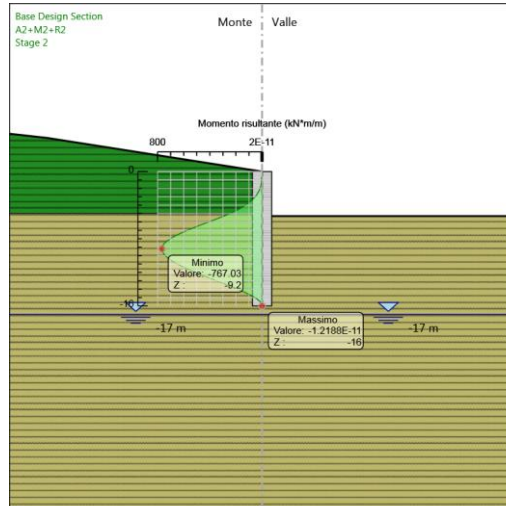 Base Design Section
A2+M2+R2
Stage 2
Monte
Valle
Momento risultante (kN*m/m)
800
2E-11
0
Minimo
Valore: -767.03
Z : -9.2
-16
-17 m
-17 m
Massimo
Valore: -1.2188E-11
Z : -16